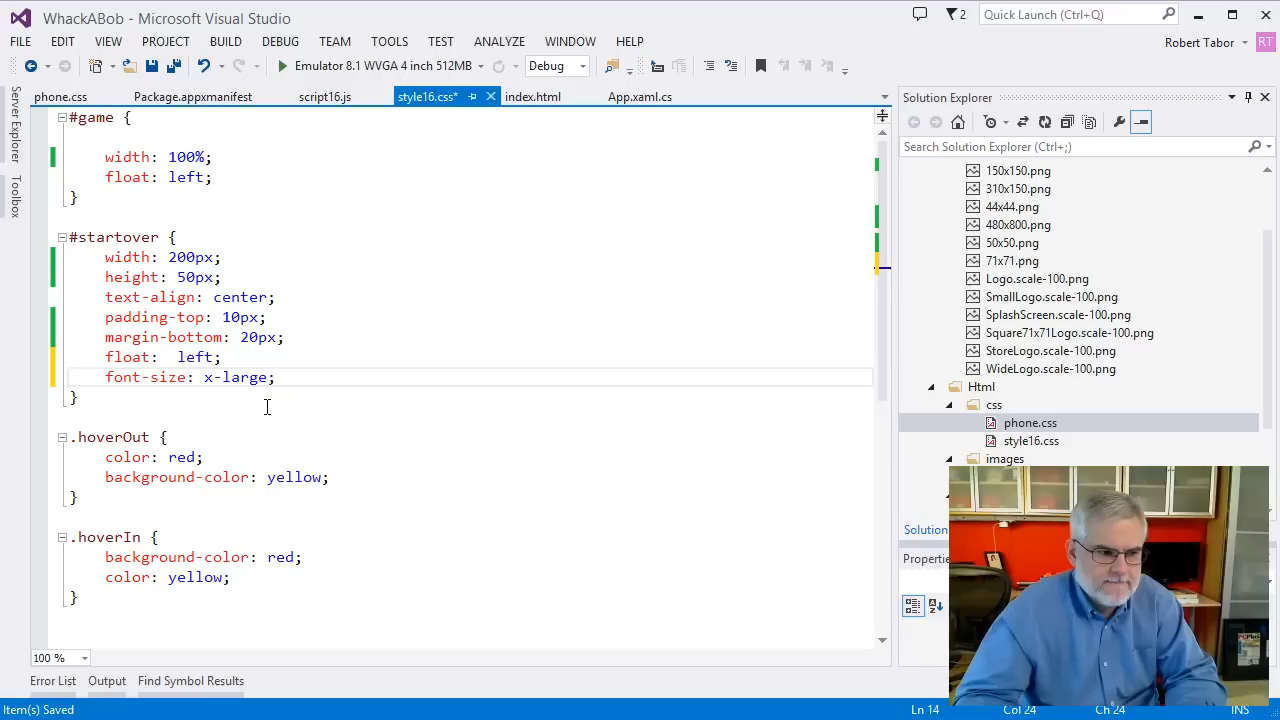 WhackABob - Microsoft Visual Studio
2
Quick Launch (Ctrl+Q)
FILE EDIT VIEW PROJECT BUILD DEBUG TEAM TOOLS TEST ANALYZE WINDOW HELP
Robert Tabor RT
Emulator 8.1 WVGA 4 inch 512MB Debug
Server Explorer
Toolbox
phone.css Package.appxmanifest script16.js style16.css* index.html App.xaml.cs
#game {
width: 100%;
float: left;
}
#startover {
width: 200px;
height: 50px;
text-align: center;
padding-top: 10px;
margin-bottom: 20px;
float:  left;
font-size: x-large;
}
.hoverOut {
color: red;
background-color: yellow;
}
.hoverIn {
background-color: red;
color: yellow;
}
100 %
Solution Explorer
Search Solution Explorer (Ctrl+;)
150x150.png
310x150.png
44x44.png
480x800.png
50x50.png
71x71.png
Logo.scale-100.png
SmallLogo.scale-100.png
SplashScreen.scale-100.png
Square71x71Logo.scale-100.png
StoreLogo.scale-100.png
WideLogo.scale-100.png
Html
css
phone.css
style16.css
images
Solution
Properties
Error List Output Find Symbol Results
Item(s) Saved
Ln 14 Col 24 Ch 24 INS